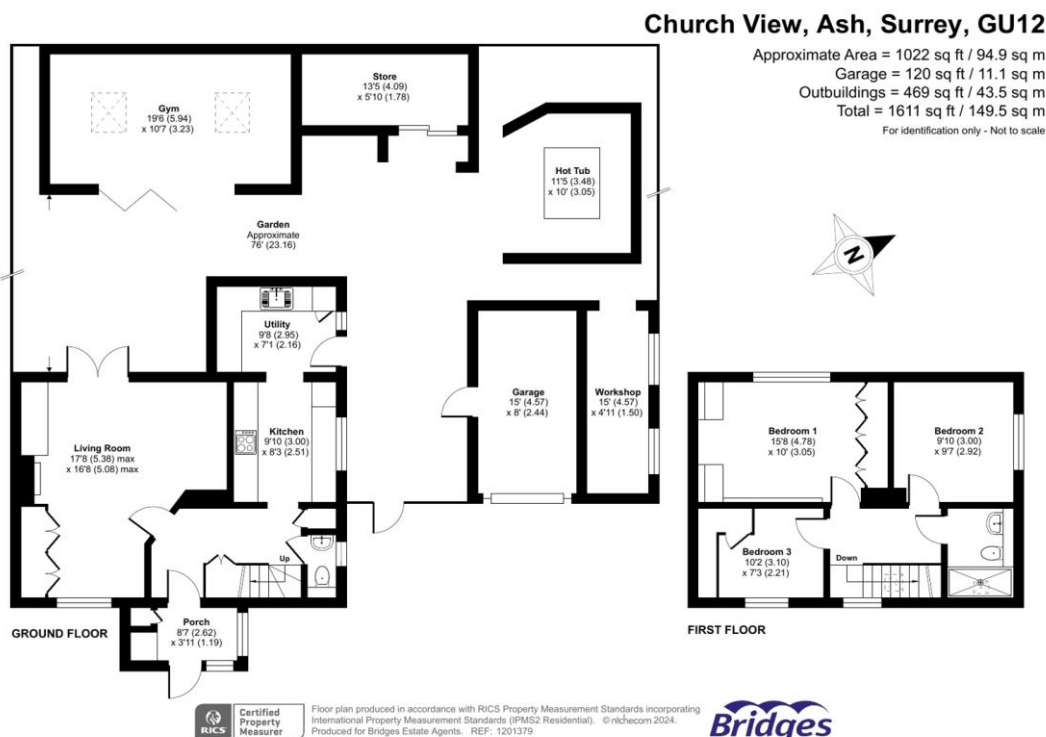 Church View, Ash, Surrey, GU12
Approximate Area = 1022 sq ft / 94.9 sq m
Garage = 120 sq ft / 11.1 sq m
Outbuildings = 469 sq ft / 43.5 sq m
Total = 1611 sq ft / 149.5 sq m
For identification only - Not to scale
Store
13'5 (4.09)
x 5'10 (1.78)
Gym
19'6 (5.94)
x 10'7 (3.23)
Hot Tub
11'5 (3.48)
x 10' (3.05)
Garden
Approximate
76' (23.16)
N
Utility
9'8 (2.95)
x 7'1 (2.16)
Garage
15' (4.57)
x 8' (2.44)
Workshop
15' (4.57)
x 4'11 (1.50)
Kitchen
9'10 (3.00)
x 8'3 (2.51)
Living Room
17'8 (5.38) max
x 16'8 (5.08) max
Bedroom 1
15'8 (4.78)
x 10' (3.05)
Bedroom 2
9'10 (3.00)
x 9'7 (2.92)
Up
Bedroom 3
10'2 (3.10)
x 7'3 (2.21)
Down
Porch
8'7 (2.62)
x 3'11 (1.19)
GROUND FLOOR
FIRST FLOOR
RICS
Certified
Property
Measurer
Floor plan produced in accordance with RICS Property Measurement Standards incorporating
International Property Measurement Standards (IPMS2 Residential). © nichecom 2024.
Produced for Bridges Estate Agents. REF: 1201379
Bridges